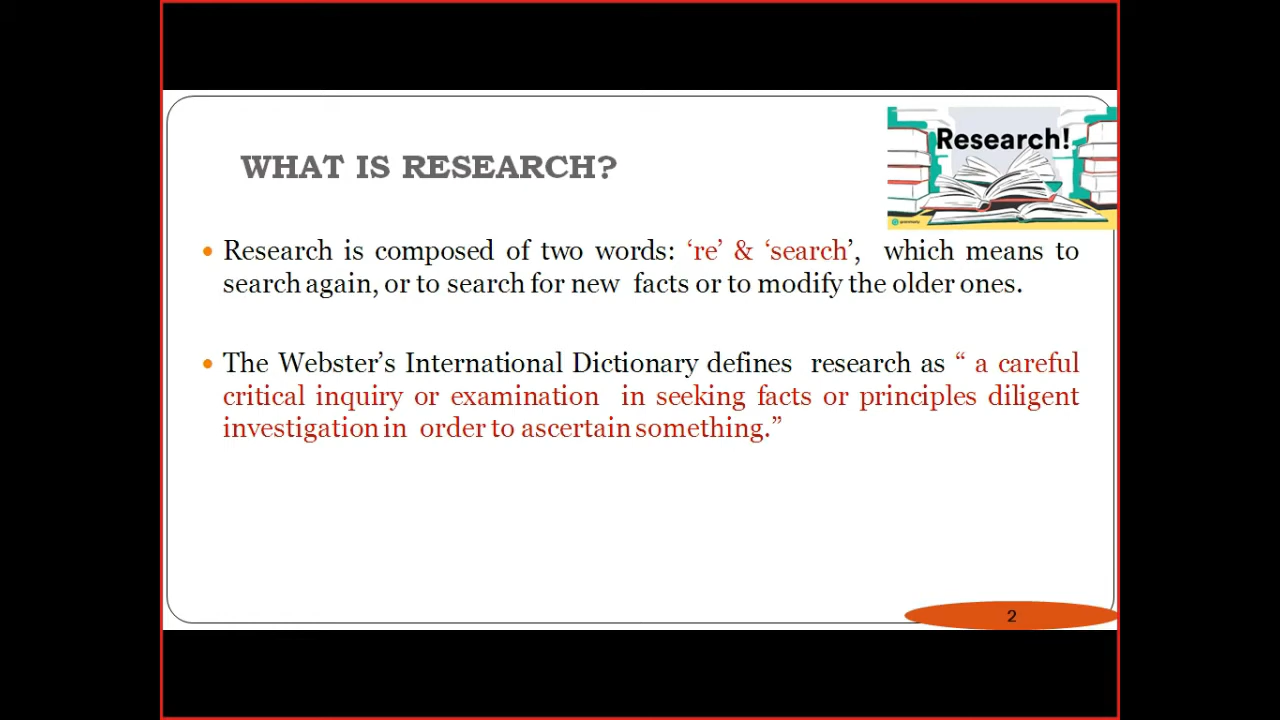 Research!
WHAT IS RESEARCH?
Research is composed of two words: ‘re’ & ‘search’, which means to
search again, or to search for new facts or to modify the older ones.
The Webster’s International Dictionary defines research as “ a careful
critical inquiry or examination in seeking facts or principles diligent
investigation in order to ascertain something.”
2